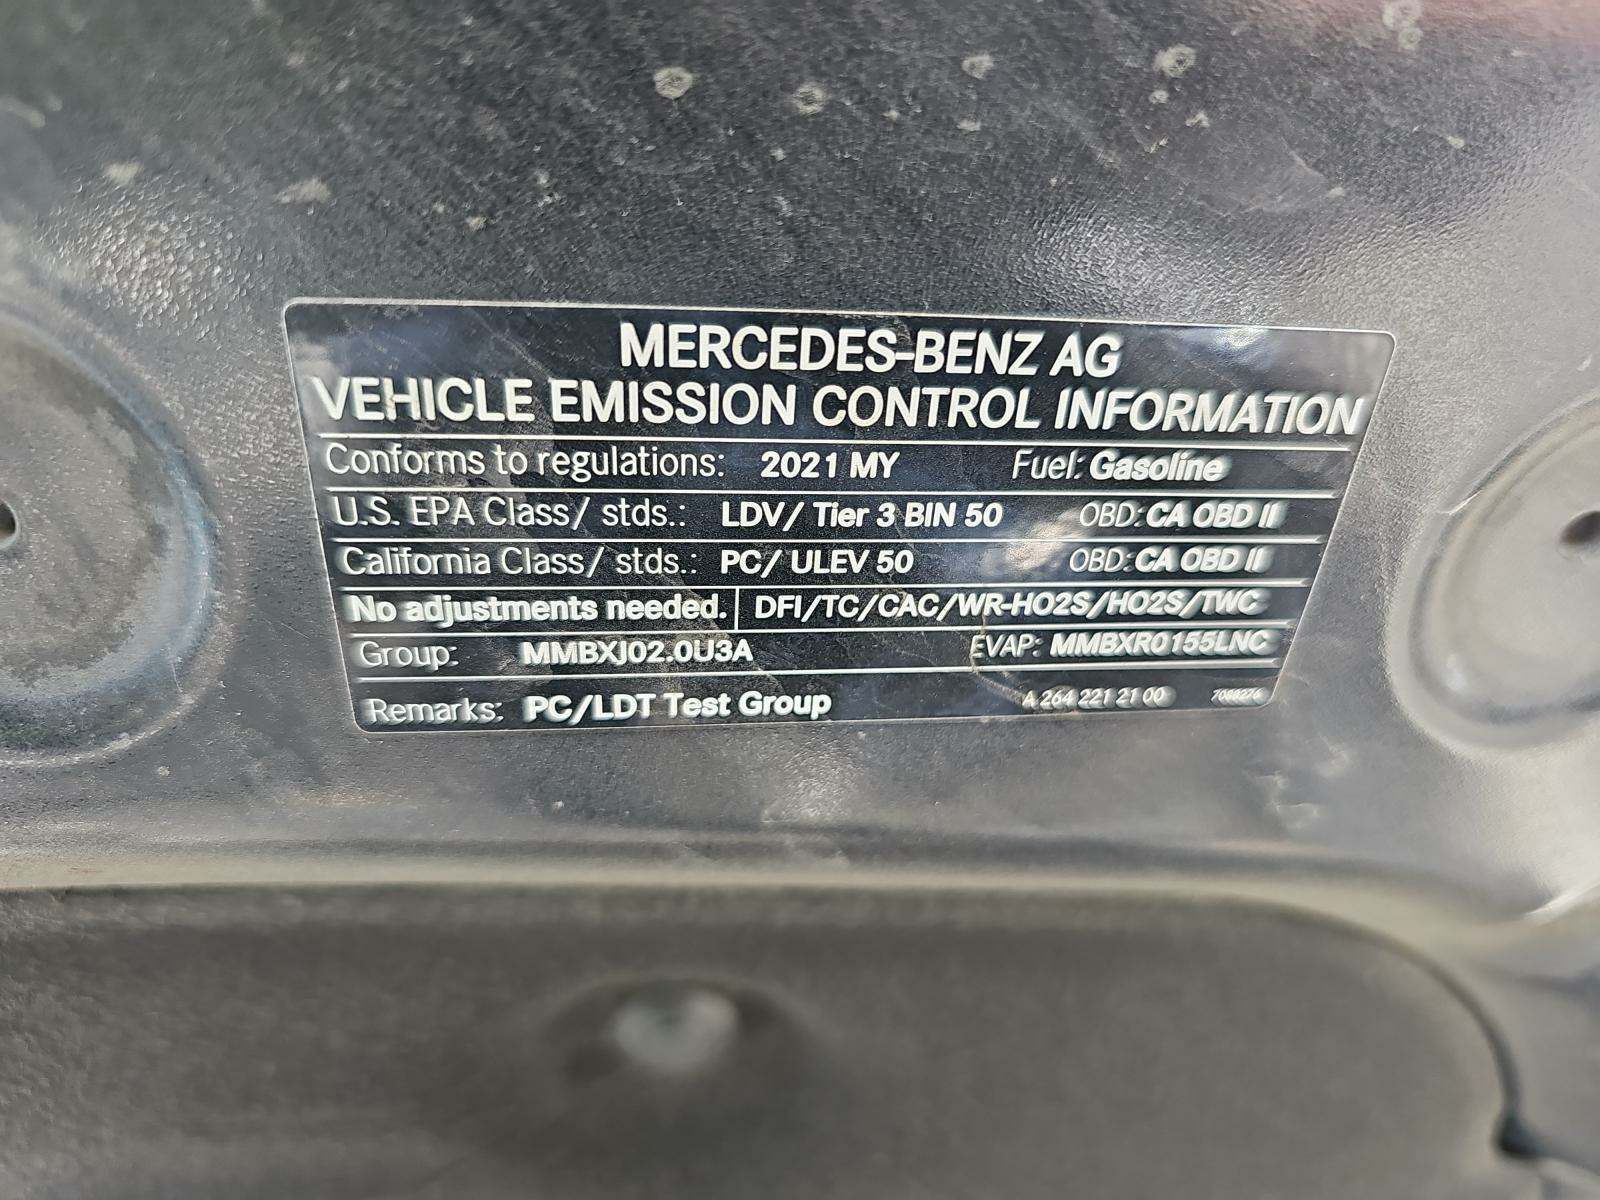 MERCEDES-BENZ AG
VEHICLE EMISSION CONTROL INFORMATION
Conforms to regulations: 2021 MY Fuel: Gasoline
U.S. EPA Class/ stds.: LDV/ Tier 3 BIN 50 OBD: CA OBD II
California Class/ stds.: PC/ ULEV 50 OBD: CA OBD II
No adjustments needed. DFI/TC/CAC/WR-HO2S/HO2S/TWC
Group: MMBXJ02.0U3A EVAP: MMBXR0155LNC
Remarks: PC/LDT Test Group A 264 221 21 00